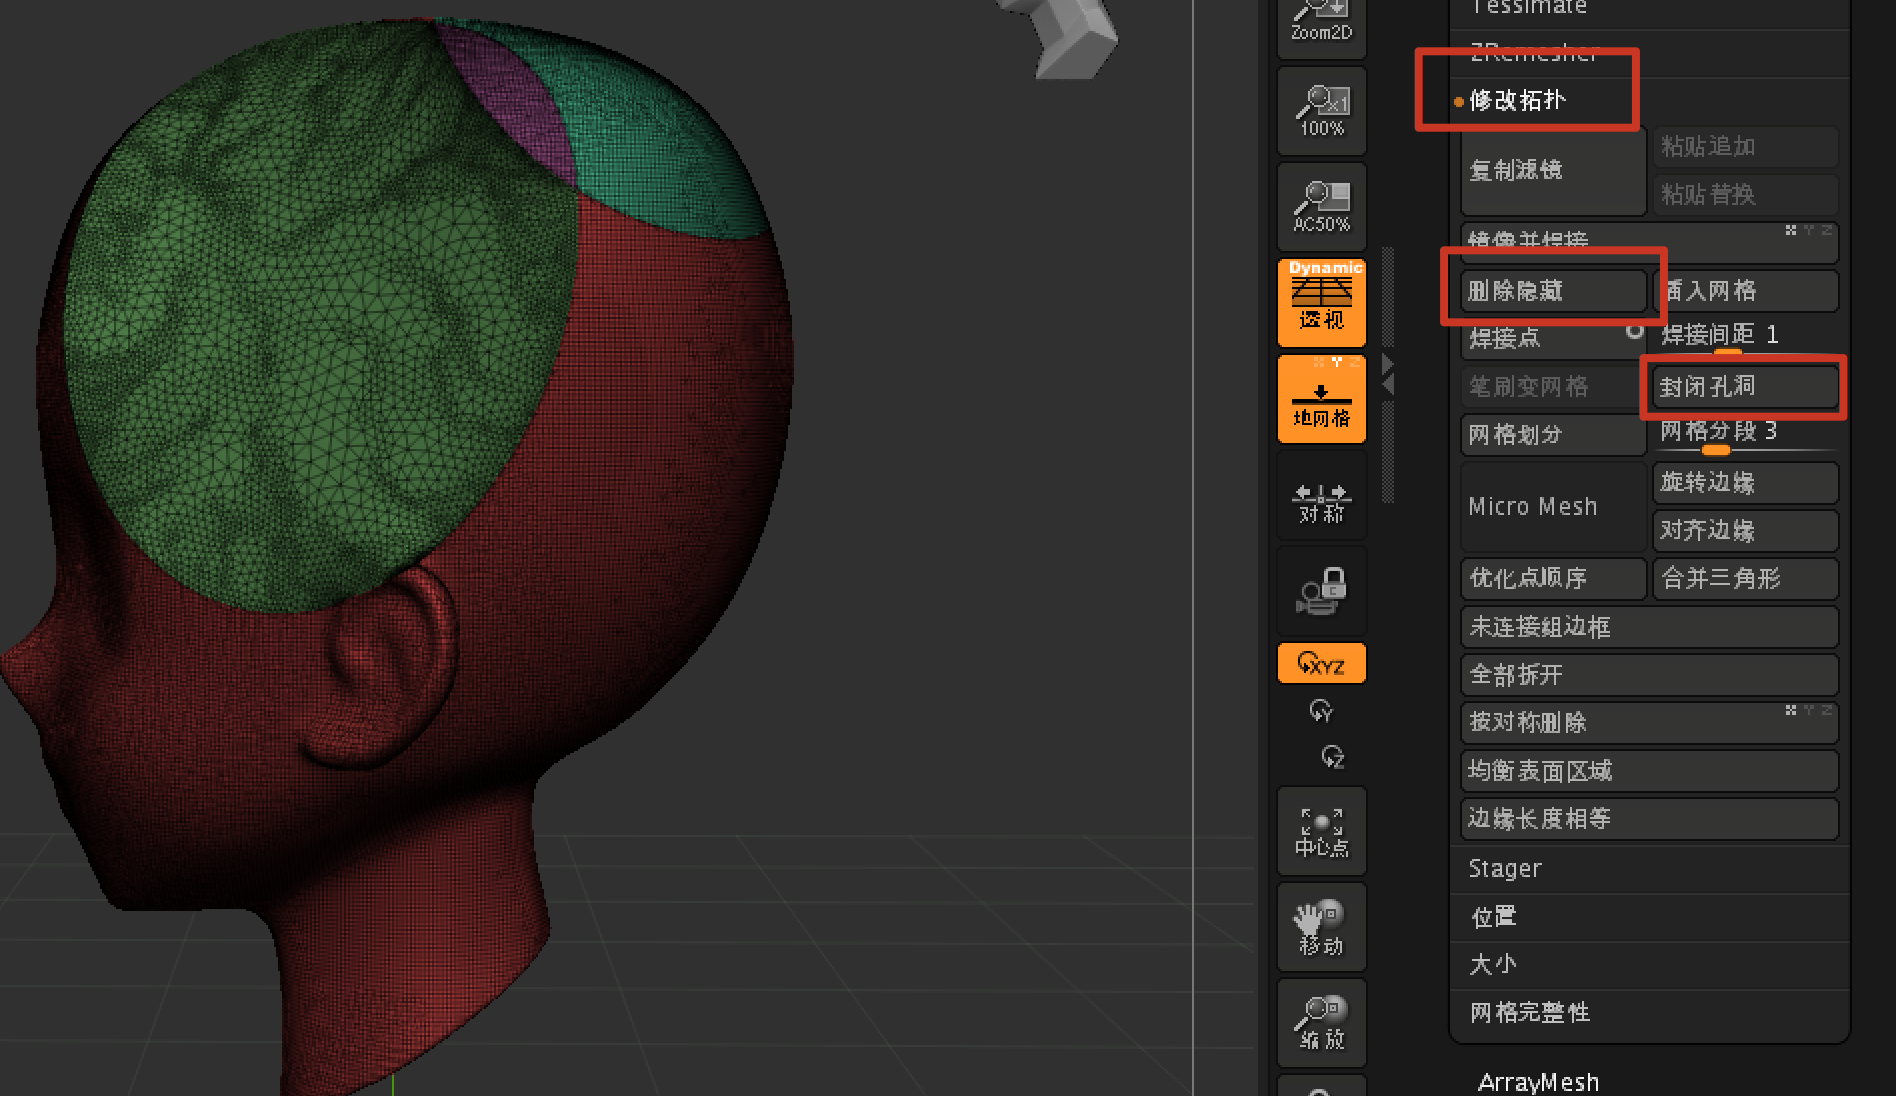 Zoom2D
100%
AC50%
Dynamic
透视
X Y Z
地网格
对称
XYZ
Y
Z
中心点
移动
缩放
Tessimate
ZRemesher
修改拓扑
复制滤镜
粘贴追加
粘贴替换
镜像并焊接 X Y Z
删除隐藏
插入网格
焊接点
焊接间距 1
笔刷变网格
封闭孔洞
网格划分
网格分段 3
Micro Mesh
旋转边缘
对齐边缘
优化点顺序
合并三角形
未连接组边框
全部拆开
按对称删除 X Y Z
均衡表面区域
边缘长度相等
Stager
位置
大小
网格完整性
ArrayMesh